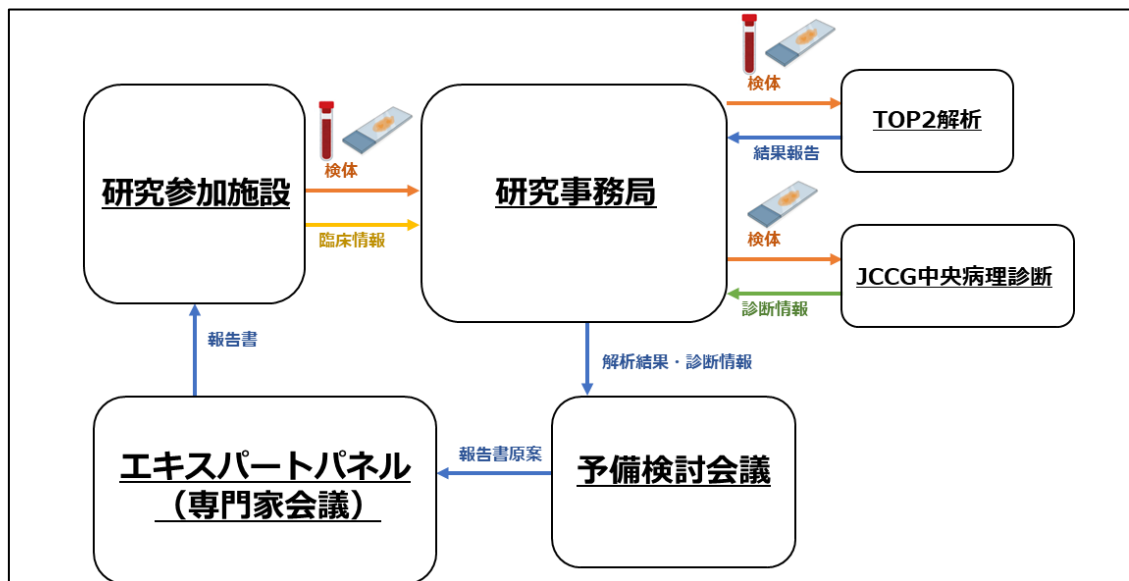 検体
TOP2解析
結果報告
検体
研究参加施設
研究事務局
臨床情報
検体
JCCG中央病理診断
診断情報
報告書
解析結果・診断情報
エキスパートパネル
（専門家会議）
報告書原案
予備検討会議